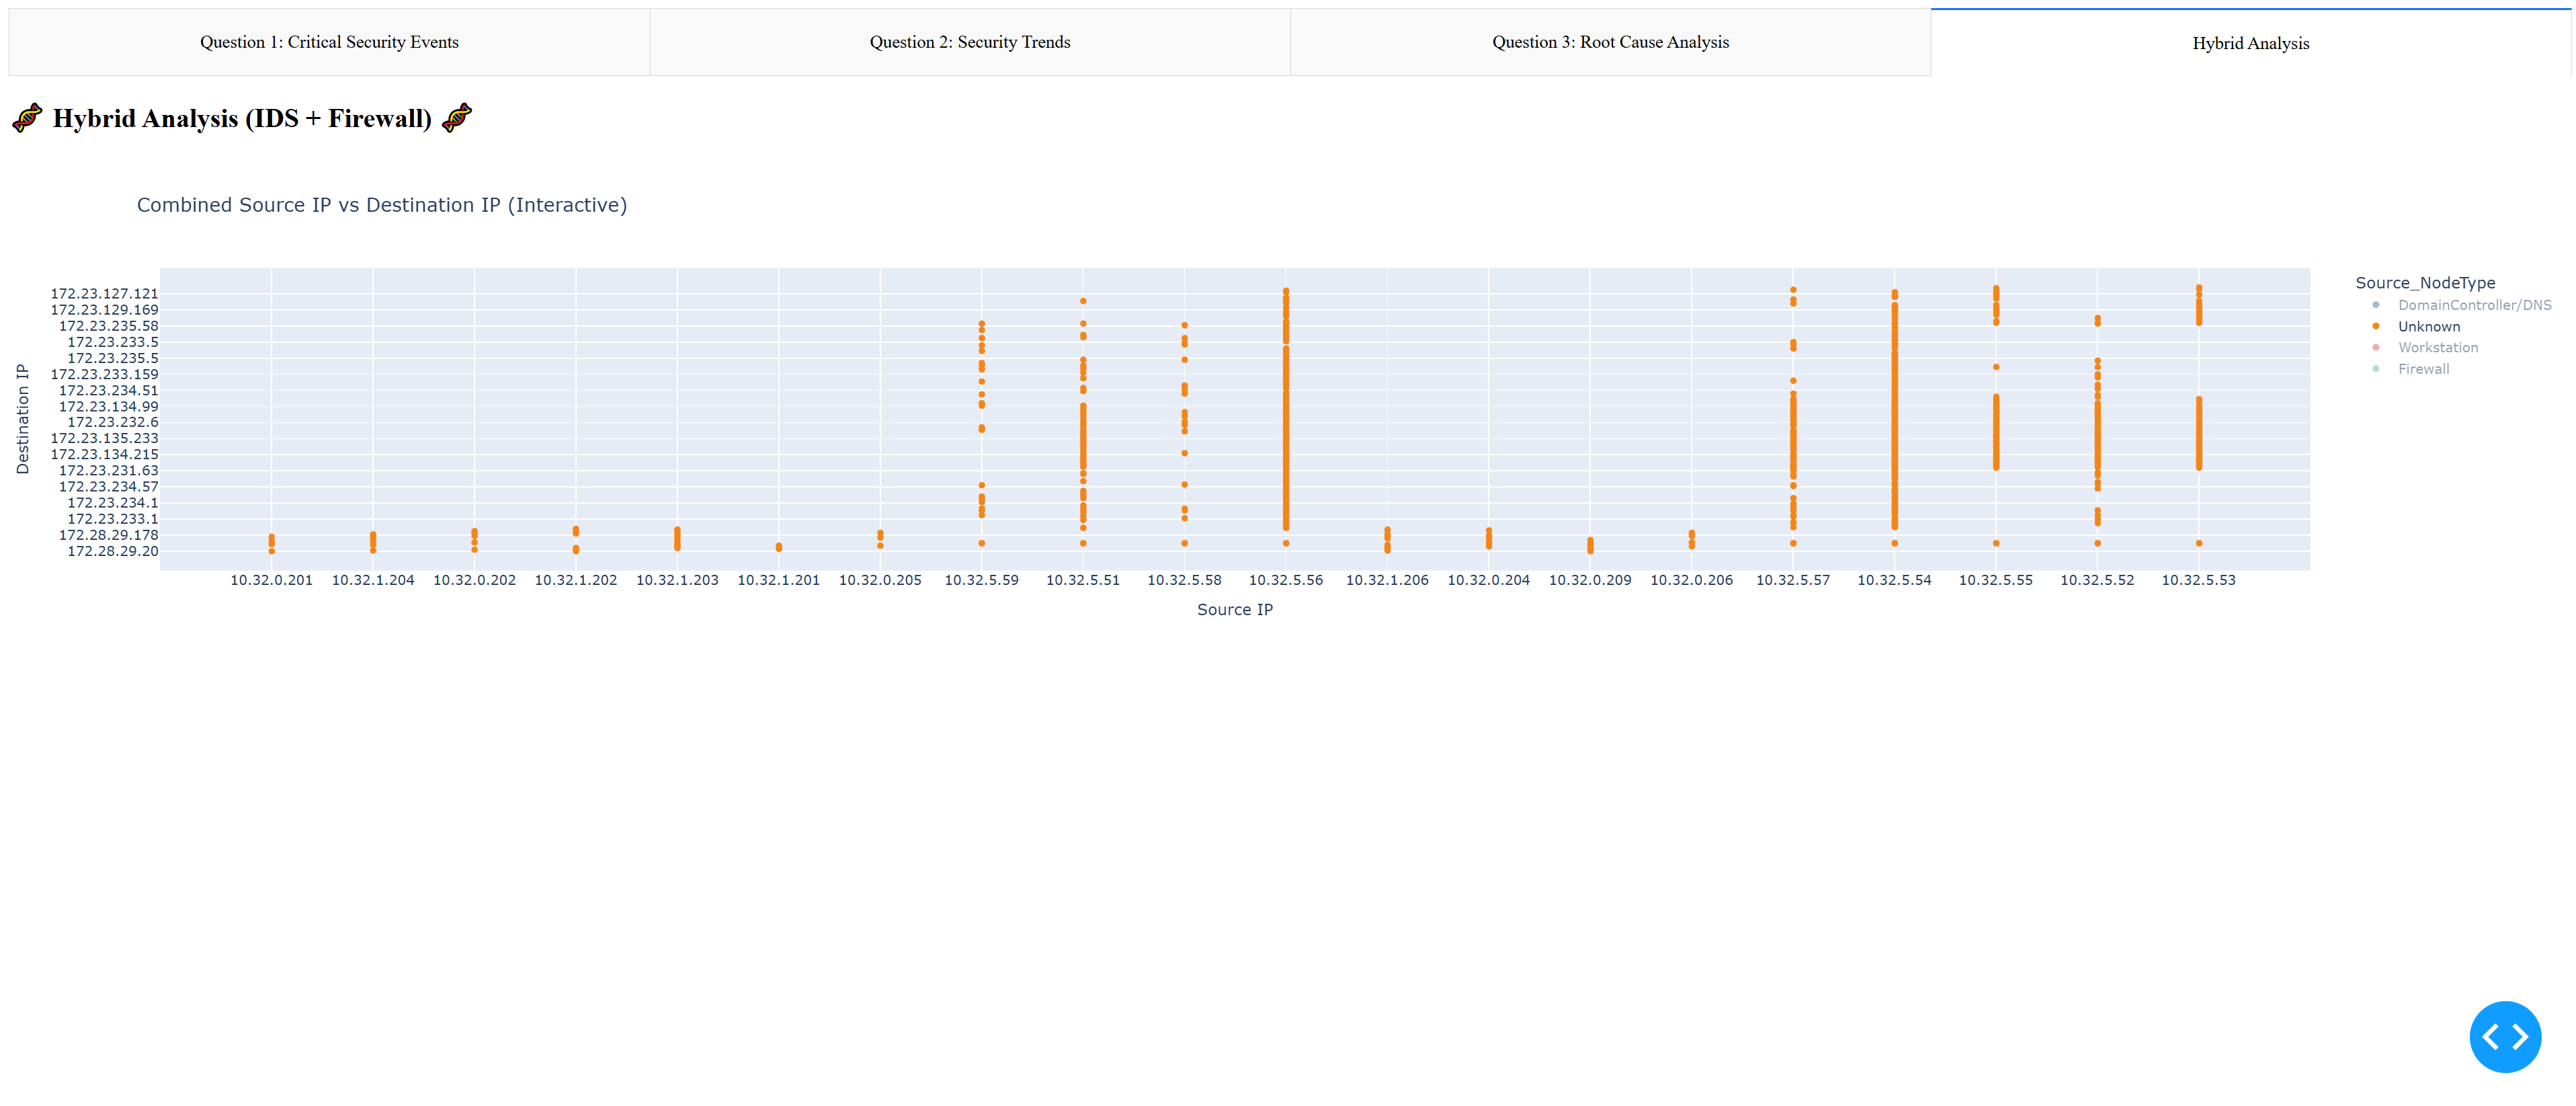 Question 1: Critical Security Events
Question 2: Security Trends
Question 3: Root Cause Analysis
Hybrid Analysis
🧬 Hybrid Analysis (IDS + Firewall) 🧬
Combined Source IP vs Destination IP (Interactive)
Destination IP
172.23.127.121
172.23.129.169
172.23.235.58
172.23.233.5
172.23.235.5
172.23.233.159
172.23.234.51
172.23.134.99
172.23.232.6
172.23.135.233
172.23.134.215
172.23.231.63
172.23.234.57
172.23.234.1
172.23.233.1
172.28.29.178
172.28.29.20
10.32.0.201 10.32.1.204 10.32.0.202 10.32.1.202 10.32.1.203 10.32.1.201 10.32.0.205 10.32.5.59 10.32.5.51 10.32.5.58 10.32.5.56 10.32.1.206 10.32.0.204 10.32.0.209 10.32.0.206 10.32.5.57 10.32.5.54 10.32.5.55 10.32.5.52 10.32.5.53
Source IP
Source_NodeType
DomainController/DNS
Unknown
Workstation
Firewall